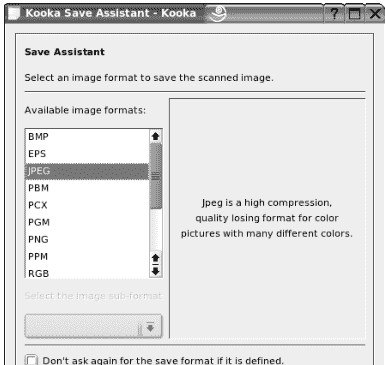 Kooka Save Assistant - Kooka
Save Assistant
Select an image format to save the scanned image.
Available image formats:
BMP
EPS
JPEG
PBM
PCX
PGM
PNG
PPM
RGB
Jpeg is a high compression,
quality losing format for color
pictures with many different colors.
Select the image sub-format
Don't ask again for the save format if it is defined.